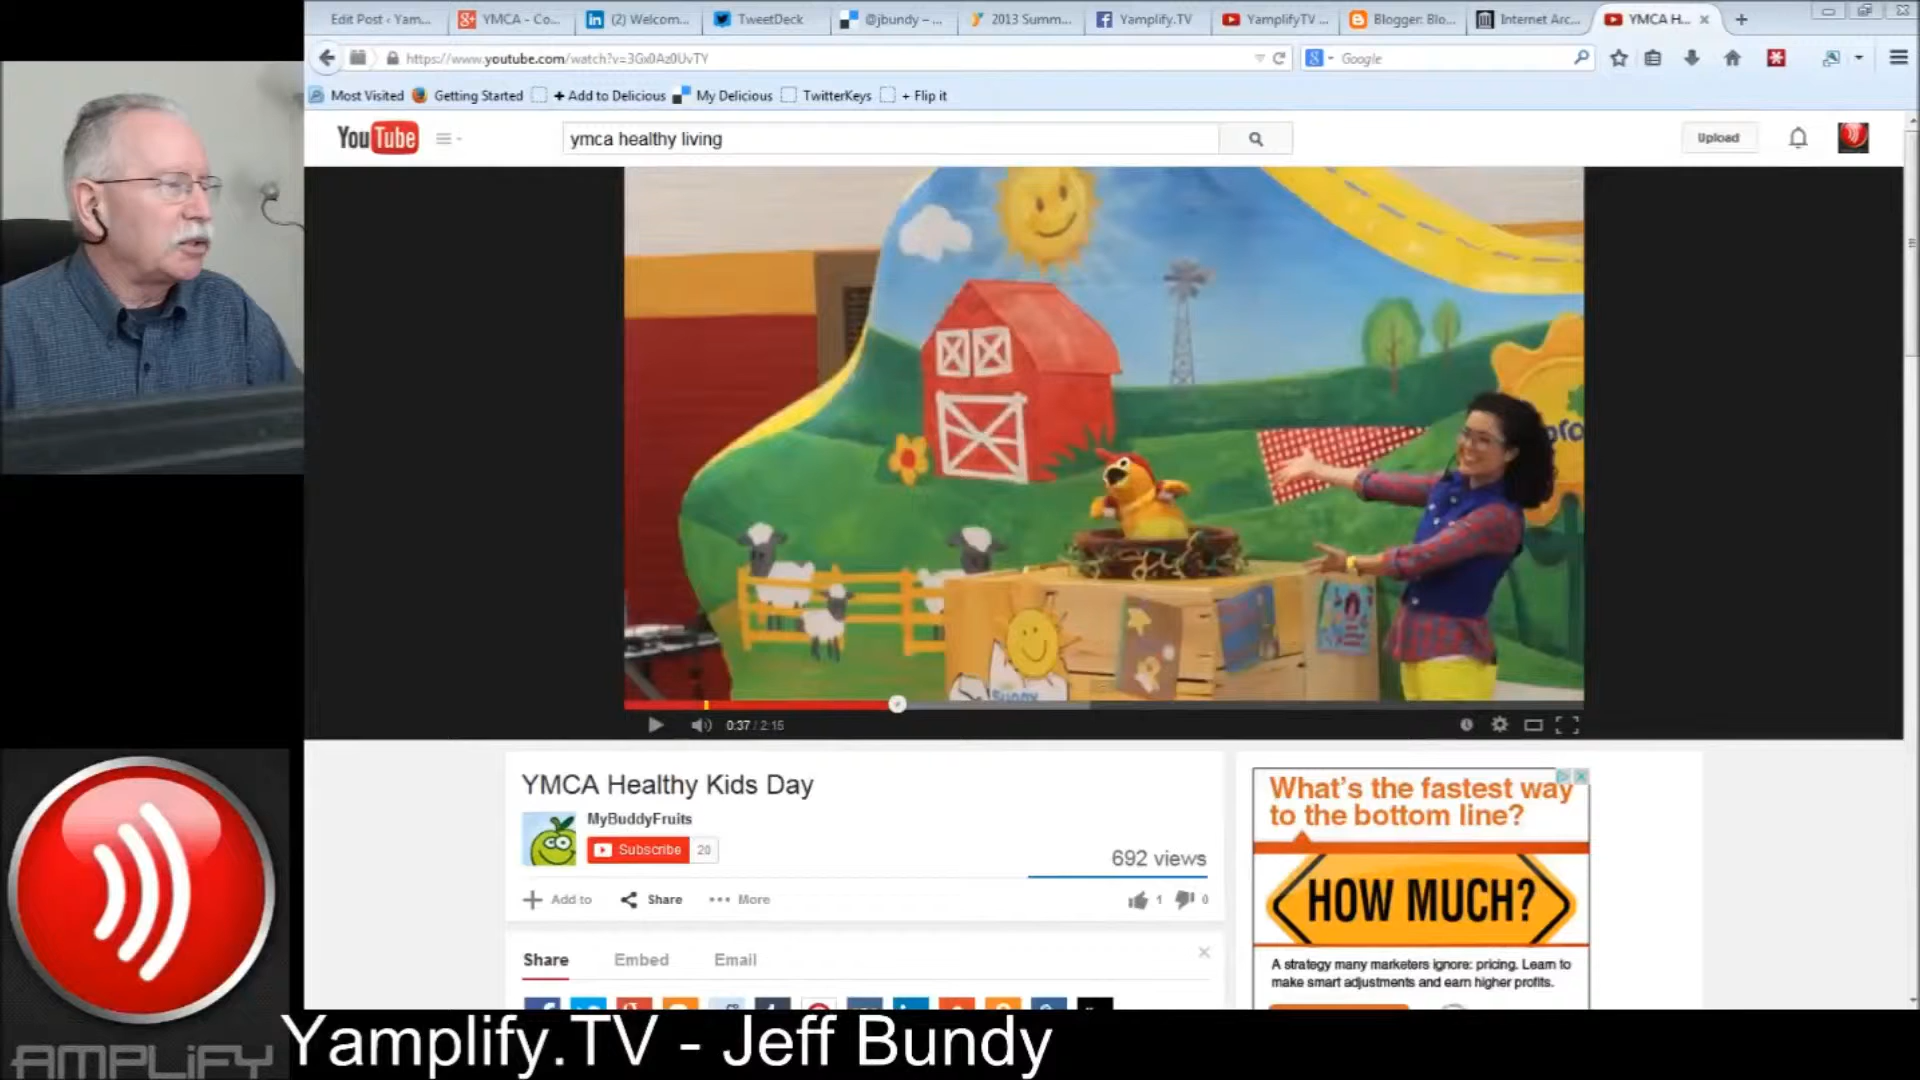 Edit Post ‹ Yam...
YMCA - Co...
(2) Welcom...
TweetDeck
@jbundy – ...
2013 Summ...
Yamplify.TV
YamplifyTV ...
Blogger: Blo...
Internet Arc...
YMCA H...
https://www.youtube.com/watch?v=3Gx0Az0UvTY
Google
Most Visited
Getting Started
+ Add to Delicious
My Delicious
TwitterKeys
+ Flip it
YouTube
ymca healthy living
Upload
0:37 / 2:15
YMCA Healthy Kids Day
MyBuddyFruits
Subscribe 20
692 views
Add to
Share
More
1
0
Share
Embed
Email
What's the fastest way
to the bottom line?
HOW MUCH?
A strategy many marketers ignore: pricing. Learn to
make smart adjustments and earn higher profits.
AMPLIFY
Yamplify.TV - Jeff Bundy